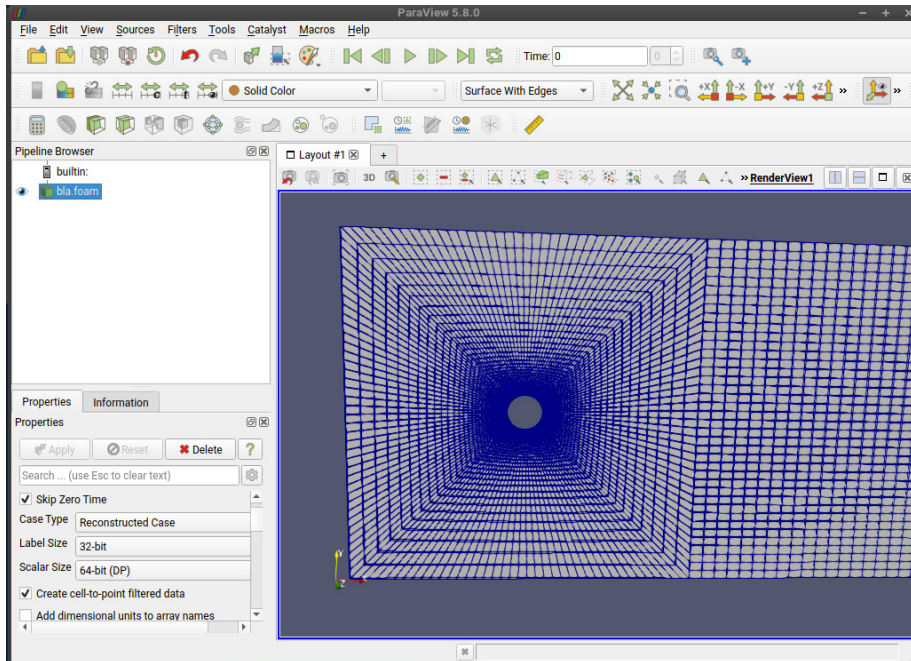 ParaView 5.8.0
File Edit View Sources Filters Tools Catalyst Macros Help
Time: 0 0
Solid Color Surface With Edges +X -X +Y -Y +Z »
Pipeline Browser
Layout #1 +
builtin:
bla.foam
3D » RenderView1
Properties Information
Properties
Apply Reset Delete ?
Search ... (use Esc to clear text)
Skip Zero Time
Case Type Reconstructed Case
Label Size 32-bit
Scalar Size 64-bit (DP)
Create cell-to-point filtered data
Add dimensional units to array names
Y
Z